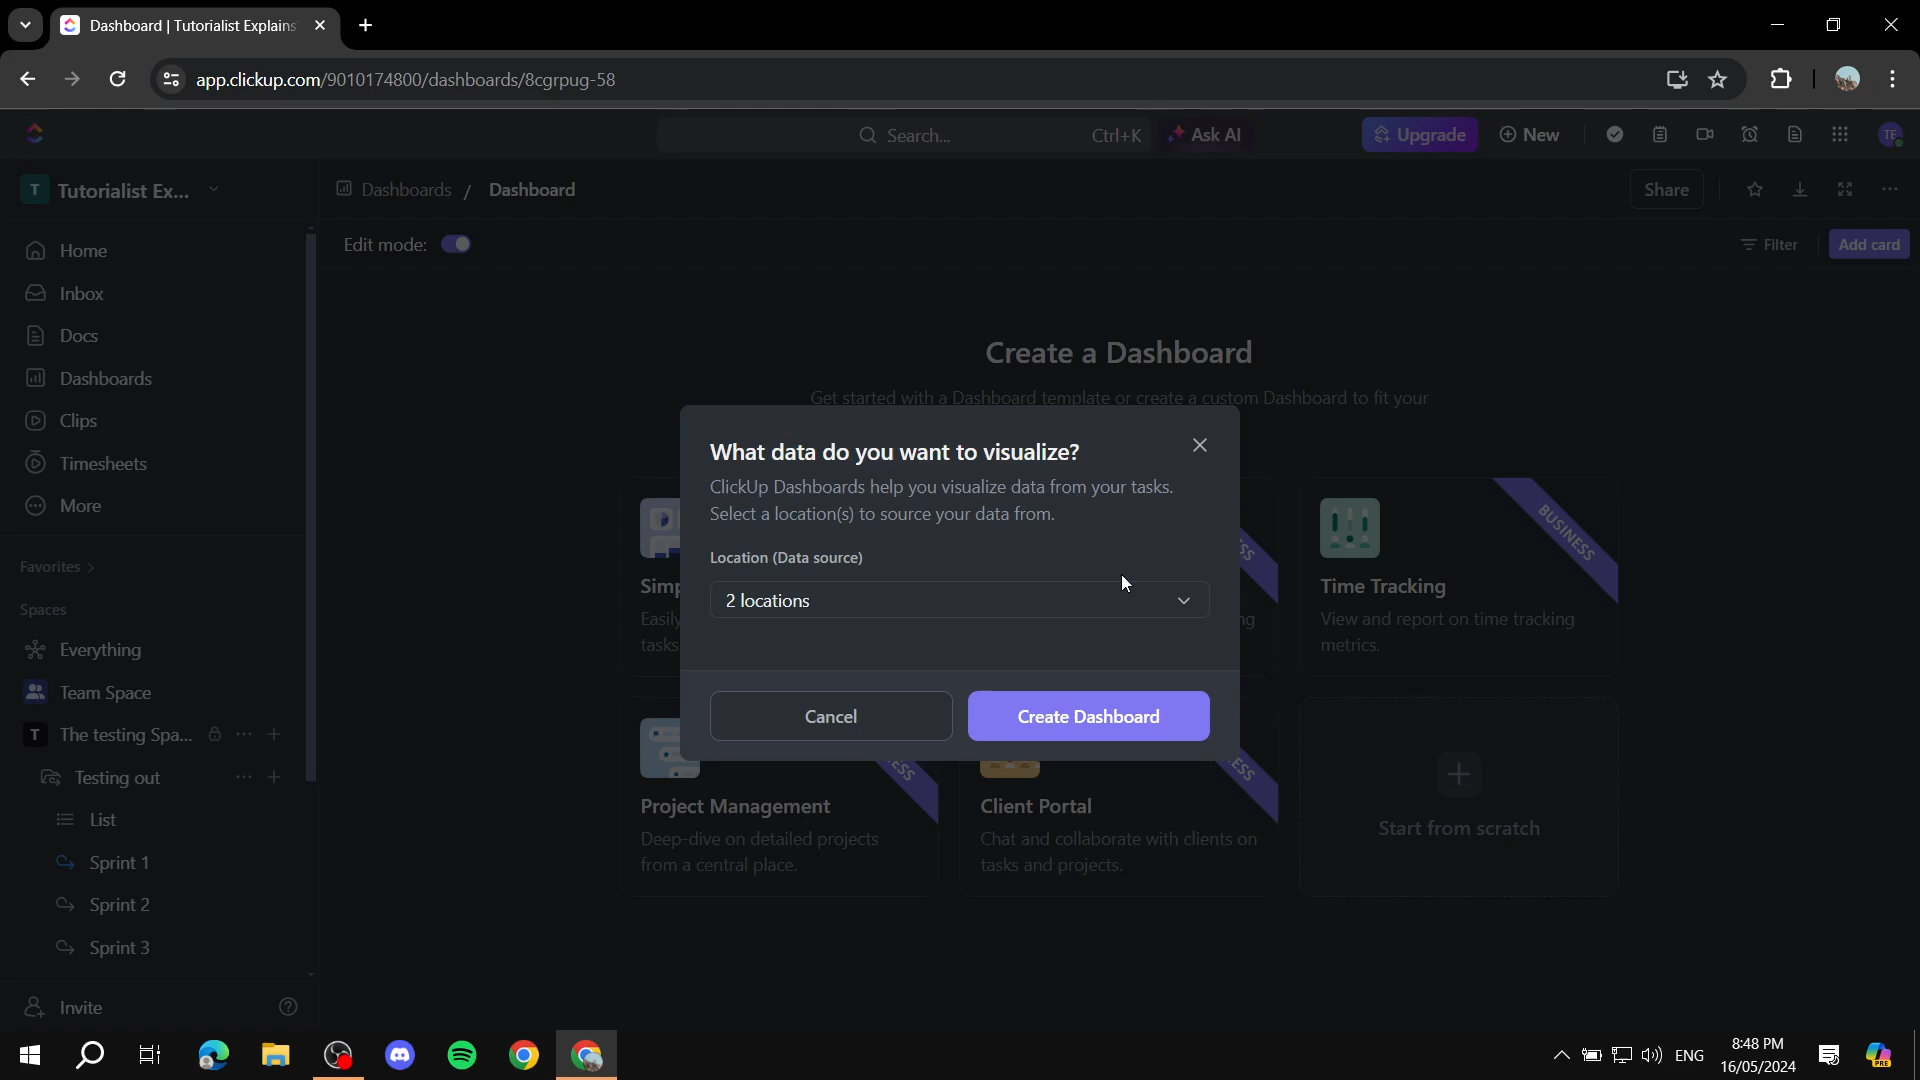 Dashboard | Tutorialist Explains
app.clickup.com/9010174800/dashboards/8cgrpug-58
Search...
Ctrl+K
Ask AI
Upgrade
New
TE
T
Tutorialist Ex...
Dashboards / Dashboard
Share
Edit mode:
Filter
Add card
Home
Inbox
Docs
Dashboards
Clips
Timesheets
More
Favorites
Spaces
Everything
Team Space
T
The testing Spa...
Testing out
List
Sprint 1
Sprint 2
Sprint 3
Invite
Create a Dashboard
Get started with a Dashboard template or create a custom Dashboard to fit your
What data do you want to visualize?
ClickUp Dashboards help you visualize data from your tasks.
Select a location(s) to source your data from.
Location (Data source)
2 locations
Cancel
Create Dashboard
BUSINESS
Time Tracking
View and report on time tracking
metrics.
Project Management
Deep-dive on detailed projects
from a central place.
Client Portal
Chat and collaborate with clients on
tasks and projects.
Start from scratch
ENG
8:48 PM
16/05/2024
PRE